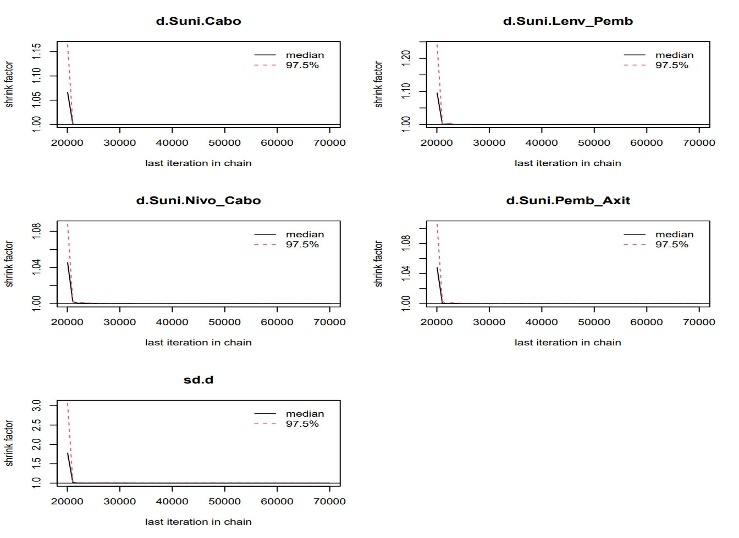 d.Suni.Cabo
shrink factor
1.00 1.05 1.10 1.15
median
97.5%
20000 30000 40000 50000 60000 70000
last iteration in chain
d.Suni.Lenv_Pemb
shrink factor
1.00 1.10 1.20
median
97.5%
20000 30000 40000 50000 60000 70000
last iteration in chain
d.Suni.Nivo_Cabo
shrink factor
1.00 1.04 1.08
median
97.5%
20000 30000 40000 50000 60000 70000
last iteration in chain
d.Suni.Pemb_Axit
shrink factor
1.00 1.04 1.08
median
97.5%
20000 30000 40000 50000 60000 70000
last iteration in chain
sd.d
shrink factor
1.0 1.5 2.0 2.5 3.0
median
97.5%
20000 30000 40000 50000 60000 70000
last iteration in chain